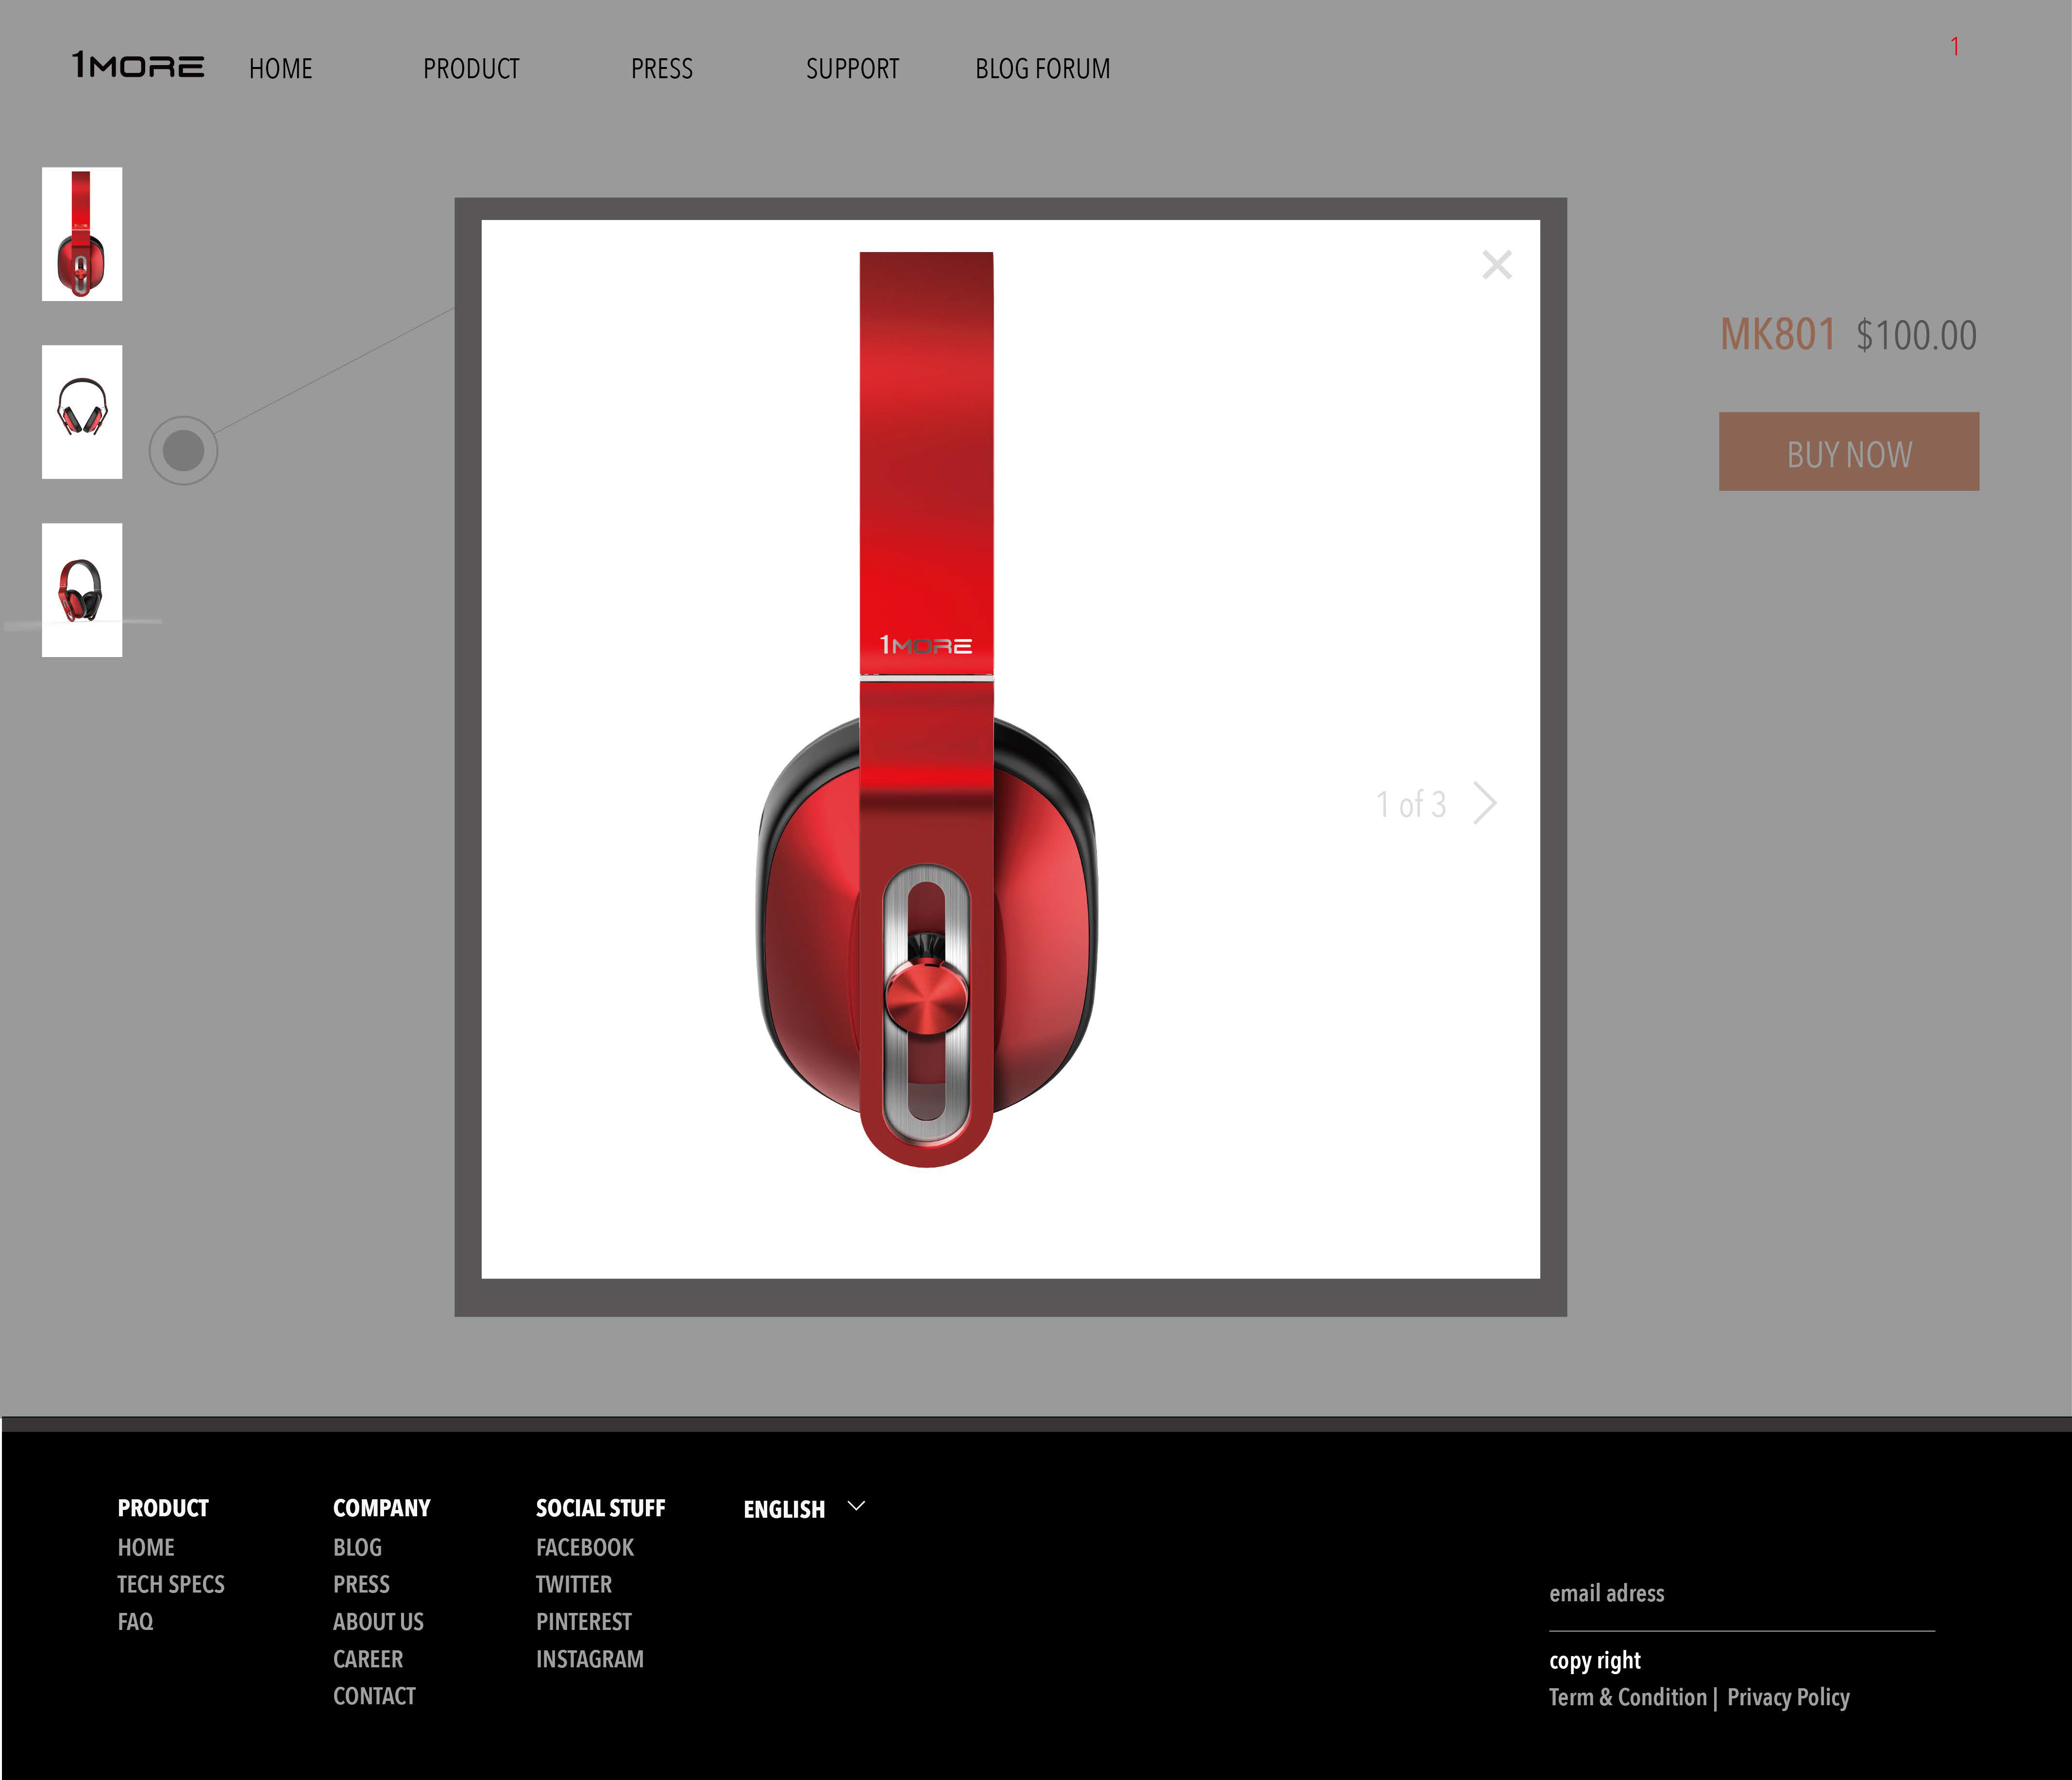 1MORE HOME PRODUCT PRESS SUPPORT BLOG FORUM
1
MK801 $100.00
BUY NOW
1MORE
1 of 3
PRODUCT
HOME
TECH SPECS
FAQ
COMPANY
BLOG
PRESS
ABOUT US
CAREER
CONTACT
SOCIAL STUFF
FACEBOOK
TWITTER
PINTEREST
INSTAGRAM
ENGLISH
email adress
copy right
Term & Condition | Privacy Policy